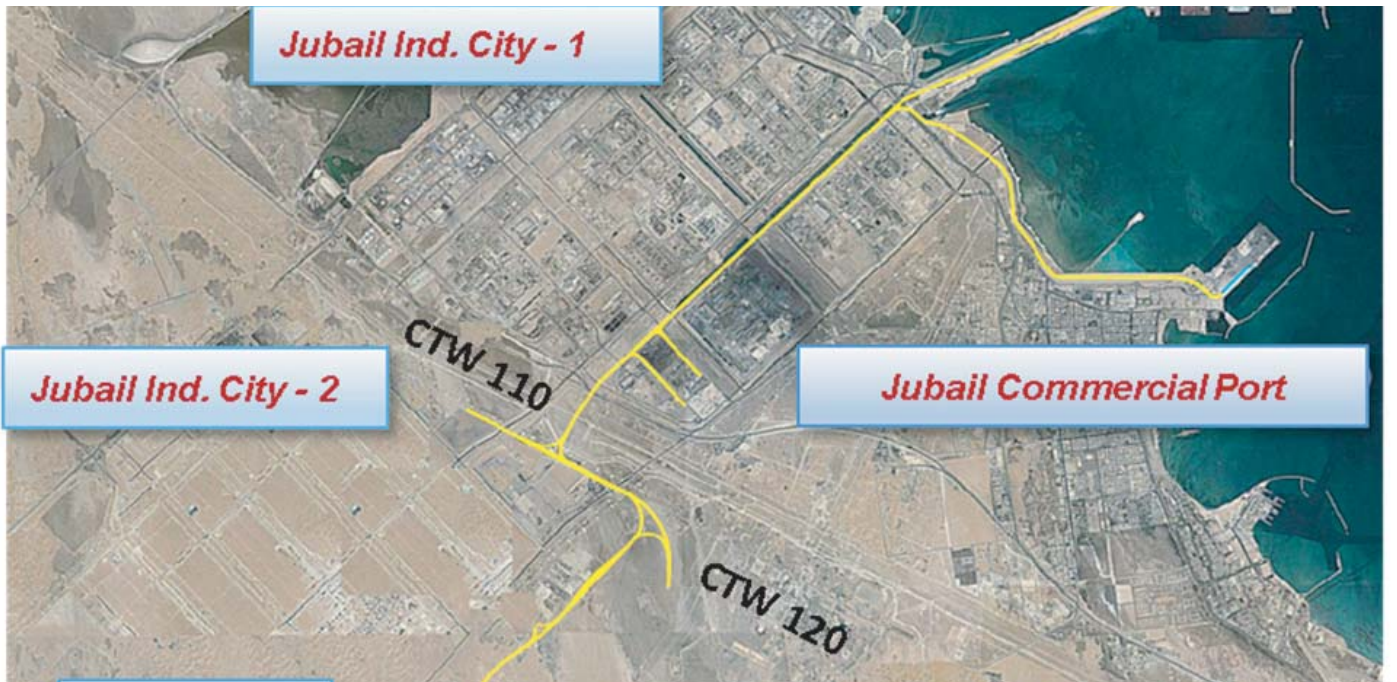 Jubail Ind. City - 1
CTW 110
Jubail Ind. City - 2
Jubail Commercial Port
CTW 120